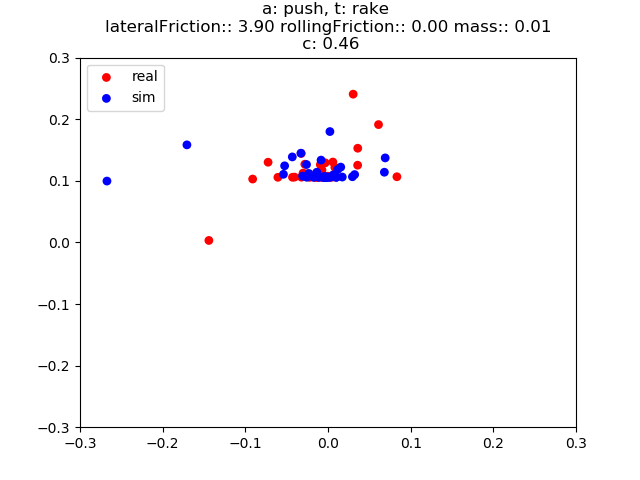 a: push, t: rake
lateralFriction:: 3.90 rollingFriction:: 0.00 mass:: 0.01
c: 0.46
real
sim
0.3
0.2
0.1
0.0
−0.1
−0.2
−0.3
−0.3
−0.2
−0.1
0.0
0.1
0.2
0.3